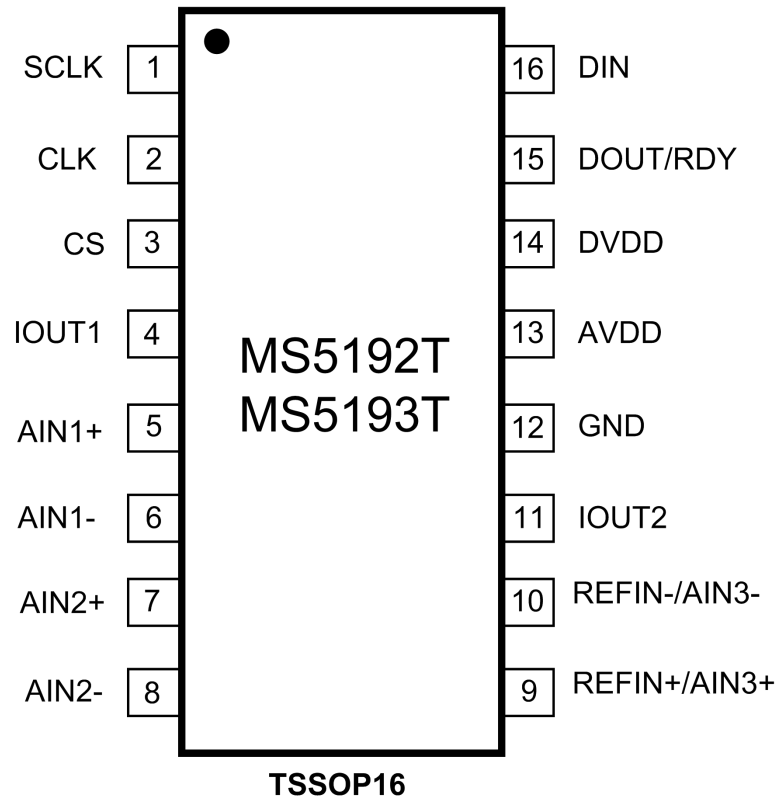 SCLK 1 16 DIN
CLK 2 15 DOUT/RDY
CS 3 14 DVDD
IOUT1 4 13 AVDD
MS5192T
MS5193T
AIN1+ 5 12 GND
AIN1- 6 11 IOUT2
AIN2+ 7 10 REFIN-/AIN3-
AIN2- 8 9 REFIN+/AIN3+
TSSOP16